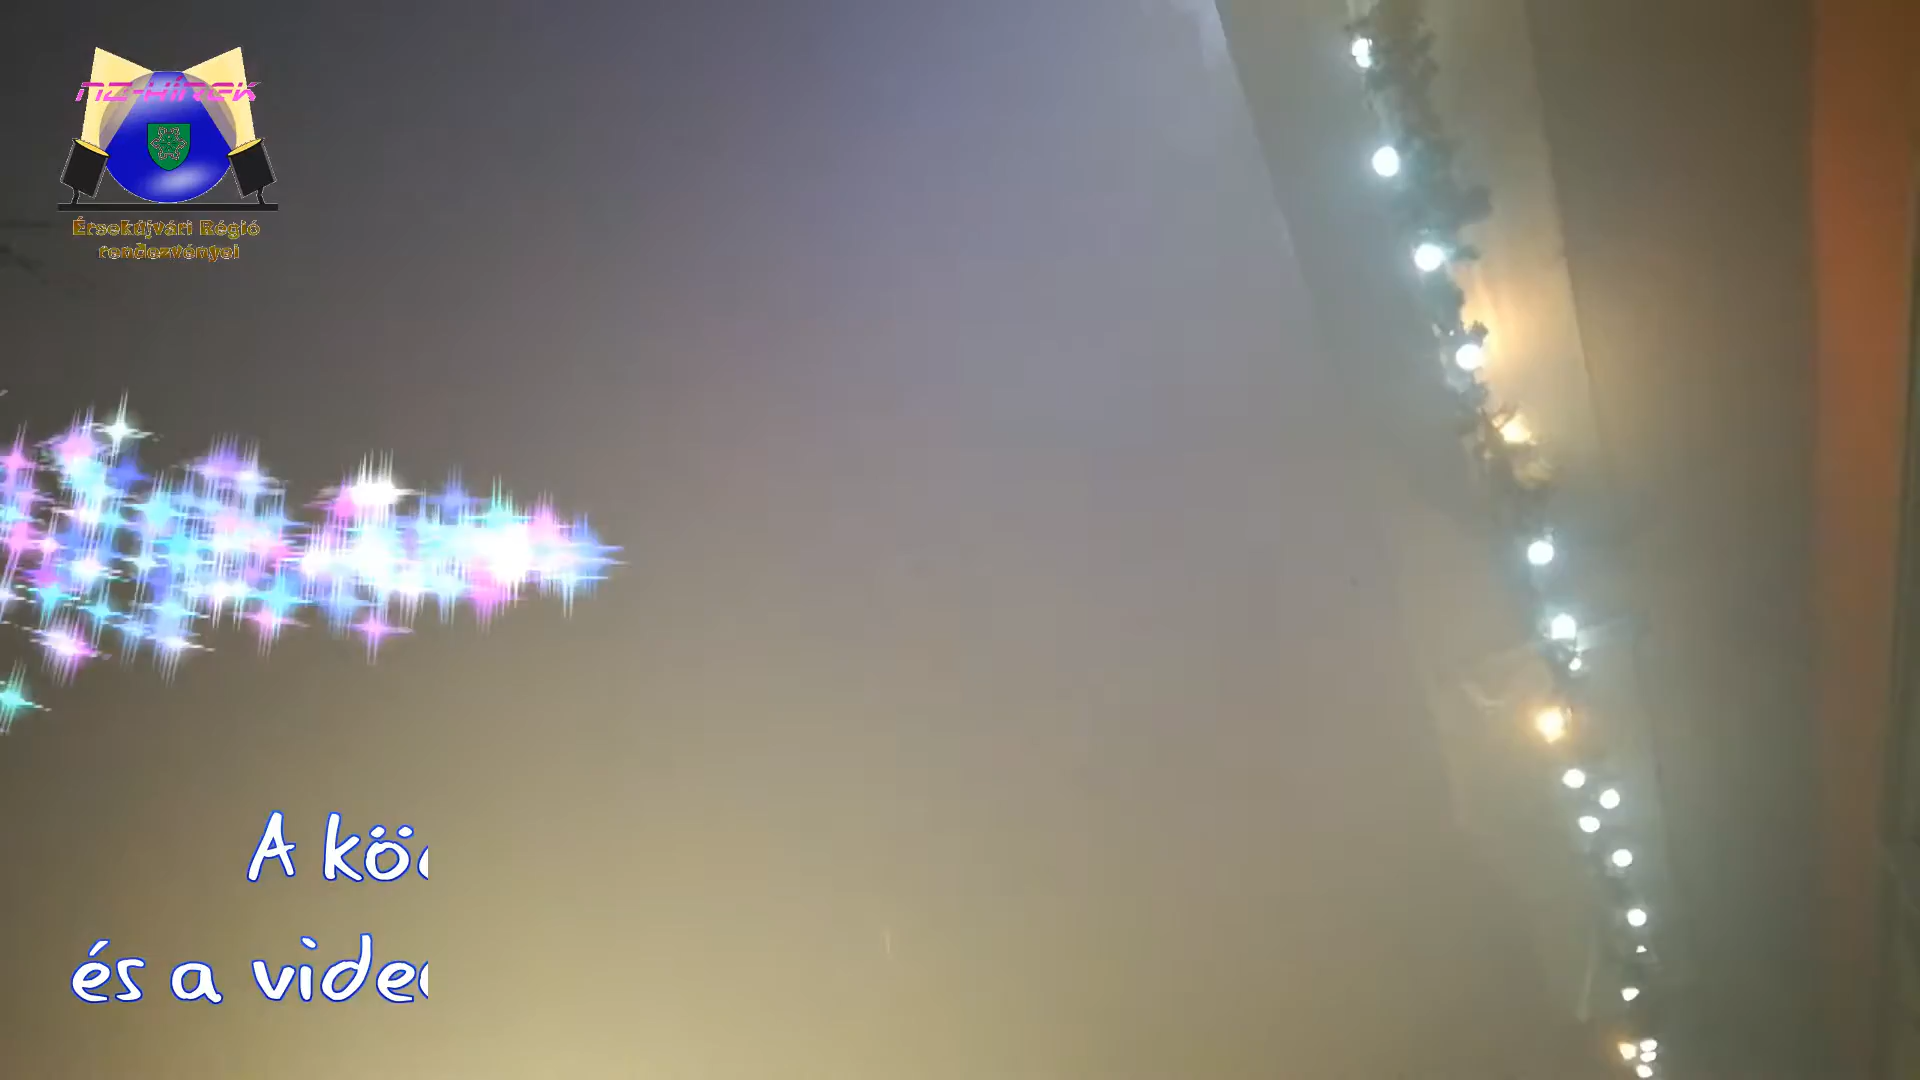 NZ-HÍREK
Érsekújvári Régió
rendezvényei
A kö
és a vide